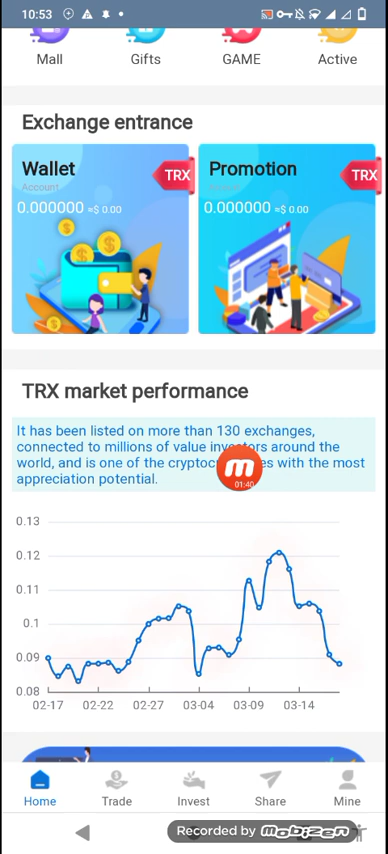 10:53
Mall Gifts GAME Active
Exchange entrance
Wallet TRX Promotion TRX
Account
0.000000 ≈$ 0.00 0.000000 ≈$ 0.00
TRX market performance
It has been listed on more than 130 exchanges,
connected to millions of value investors around the
world, and is one of the cryptoc es with the most
appreciation potential.
m
01:40
0.13
0.12
0.11
0.1
0.09
0.08
02-17 02-22 02-27 03-04 03-09 03-14
Home Trade Invest Share Mine
Recorded by mobizen